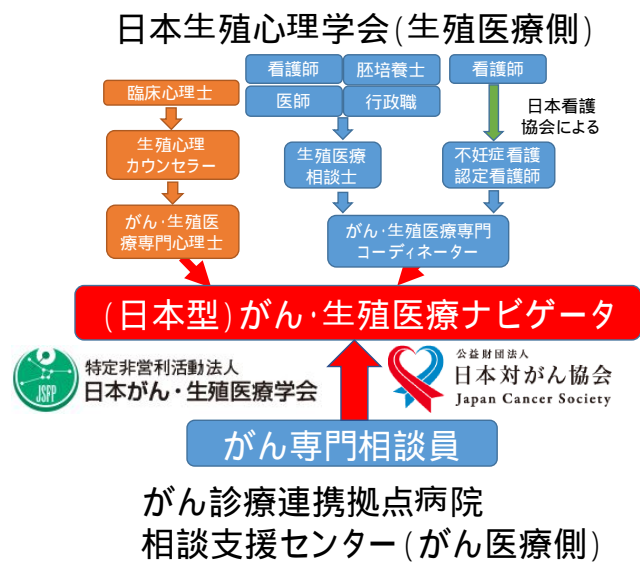 日本生殖心理学会(生殖医療側)
看護師
胚培養士
看護師
臨床心理士
医師
行政職
日本看護
協会による
生殖心理
カウンセラー
生殖医療
相談士
不妊症看護
認定看護師
がん・生殖医
療専門心理士
がん・生殖医療専門
コーディネーター
(日本型)がん・生殖医療ナビゲータ
JSFP
特定非営利活動法人
日本がん・生殖医療学会
公益財団法人
日本対がん協会
Japan Cancer Society
がん専門相談員
がん診療連携拠点病院
相談支援センター(がん医療側)